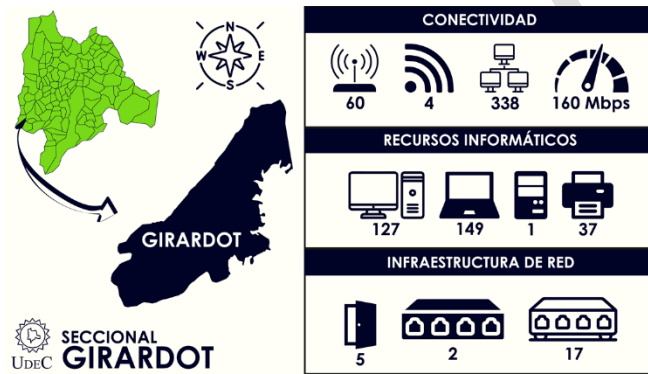 N
E
S
W
GIRARDOT
UDEC
SECCIONAL
GIRARDOT
CONECTIVIDAD
60 4 338 160 Mbps
RECURSOS INFORMÁTICOS
127 149 1 37
INFRAESTRUCTURA DE RED
5 2 17